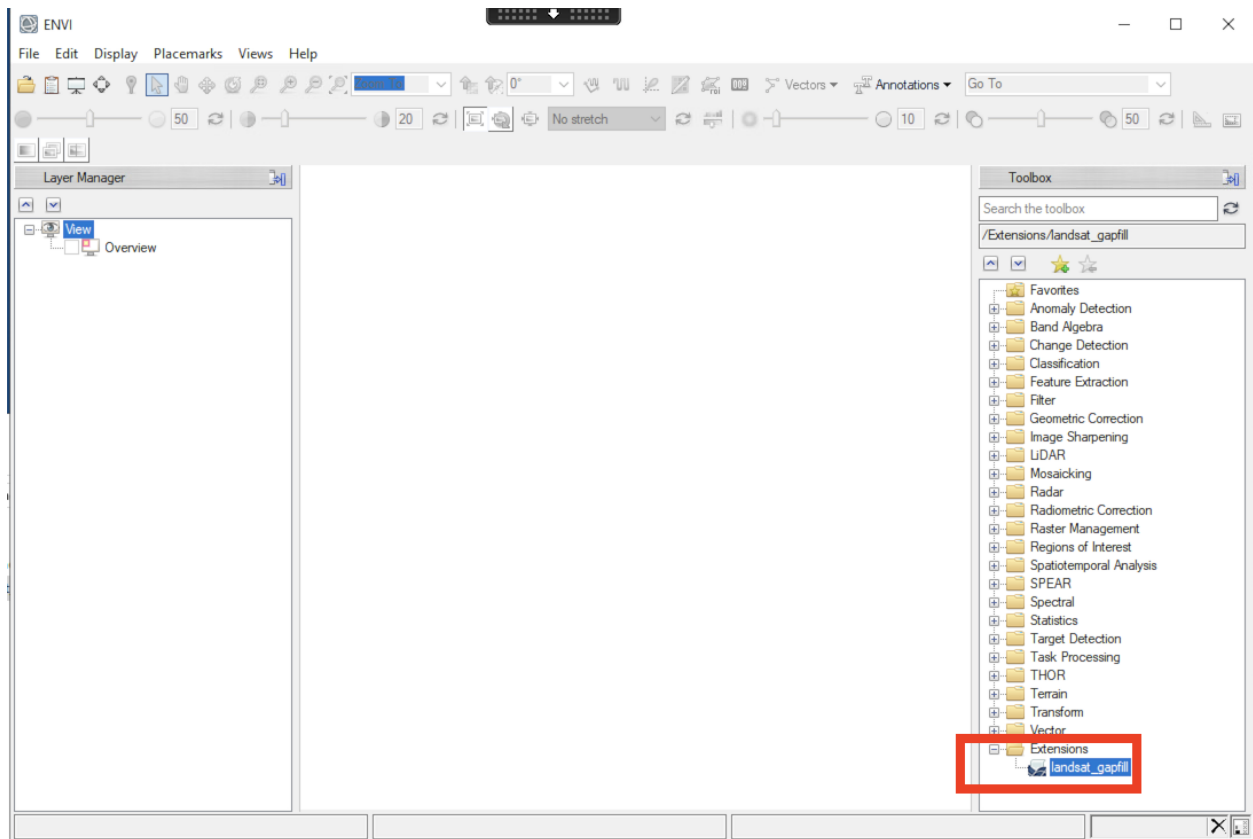 ENVI
File Edit Display Placemarks Views Help
0° Vectors Annotations Go To
50 20 No stretch 10 50
Layer Manager
View
Overview
Toolbox
Search the toolbox
/Extensions/landsat_gapfill
Favorites
Anomaly Detection
Band Algebra
Change Detection
Classification
Feature Extraction
Filter
Geometric Correction
Image Sharpening
LiDAR
Mosaicking
Radar
Radiometric Correction
Raster Management
Regions of Interest
Spatiotemporal Analysis
SPEAR
Spectral
Statistics
Target Detection
Task Processing
THOR
Terrain
Transform
Vector
Extensions
landsat_gapfill